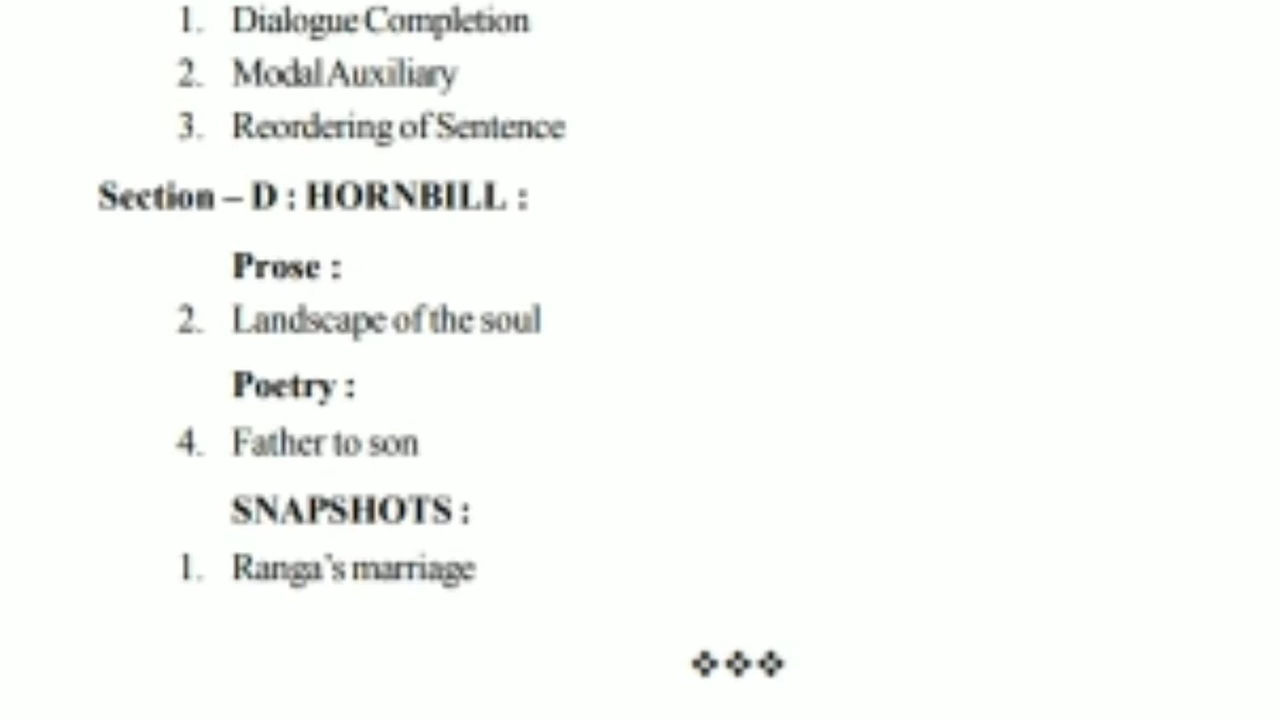 1. Dialogue Completion
2. Modal Auxiliary
3. Reordering of Sentence
Section – D : HORNBILL :
Prose :
2. Landscape of the soul
Poetry :
4. Father to son
SNAPSHOTS :
1. Ranga's marriage
❖❖❖